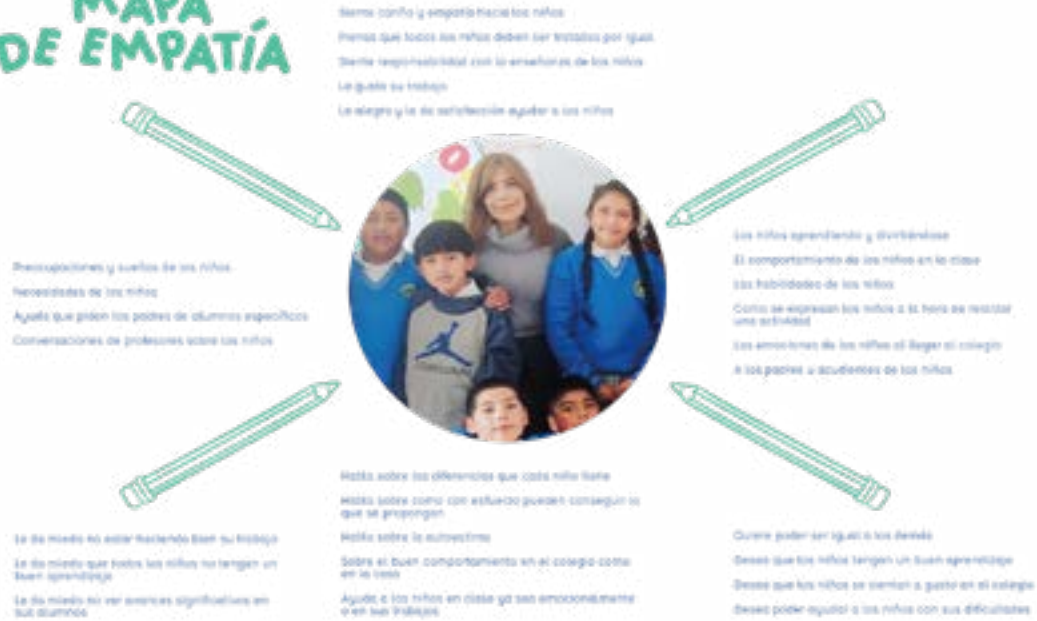 MAPA
DE EMPATÍA
Siente cariño y empatía hacia los niños
Piensa que todos los niños deben ser tratados por igual
Siente responsabilidad con la enseñanza de los niños
Le gusta su trabajo
Le alegra y le da satisfacción ayudar a los niños
Preocupaciones y sueños de los niños
Necesidades de los niños
Ayuda que piden los padres de alumnos específicos
Conversaciones de profesores sobre los niños
Los niños aprendiendo y divirtiéndose
El comportamiento de los niños en la clase
Las habilidades de los niños
Como se expresan los niños a la hora de realizar
una actividad
Las emociones de los niños al llegar al colegio
A los padres y acudientes de los niños
Habla sobre las diferencias que cada niño tiene
Habla sobre como con esfuerzo pueden conseguir lo
que se propongan
Habla sobre la autoestima
Sobre el buen comportamiento en el colegio como
en la casa
Ayuda a los niños en clase ya sea emocionalmente
o en sus trabajos
Le da miedo no estar haciendo bien su trabajo
Le da miedo que todos los niños no tengan un
buen aprendizaje
Le da miedo no ver avances significativos en
sus alumnos
Quiere poder ser igual a los demás
Desea que los niños tengan un buen aprendizaje
Desea que los niños se sientan a gusto en el colegio
Desea poder ayudar a los niños con sus dificultades